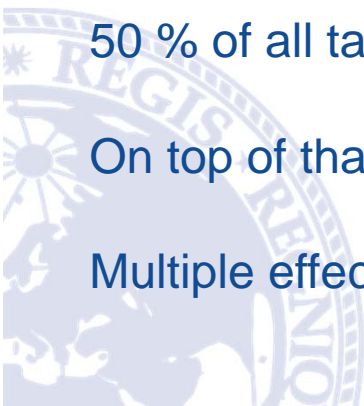 50 % of all ta
REGIS
On top of tha
Multiple effec